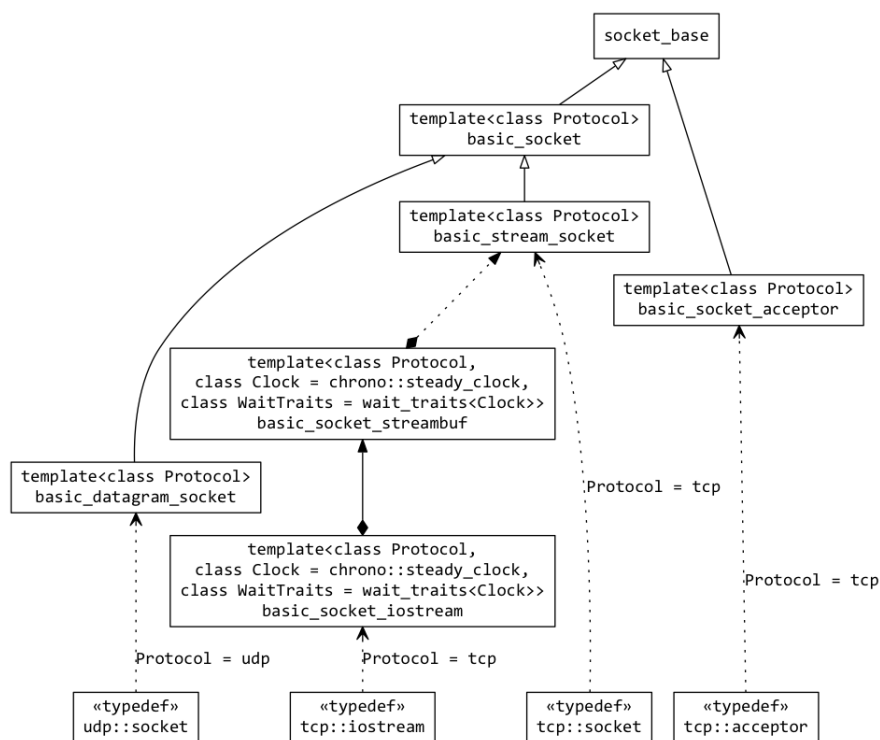 socket_base
template<class Protocol>
basic_socket
template<class Protocol>
basic_stream_socket
template<class Protocol>
basic_socket_acceptor
template<class Protocol,
class Clock = chrono::steady_clock,
class WaitTraits = wait_traits<Clock>>
basic_socket_streambuf
template<class Protocol>
basic_datagram_socket
Protocol = tcp
template<class Protocol,
class Clock = chrono::steady_clock,
class WaitTraits = wait_traits<Clock>>
basic_socket_iostream
Protocol = tcp
Protocol = udp
Protocol = tcp
«typedef»
udp::socket
«typedef»
tcp::iostream
«typedef»
tcp::socket
«typedef»
tcp::acceptor